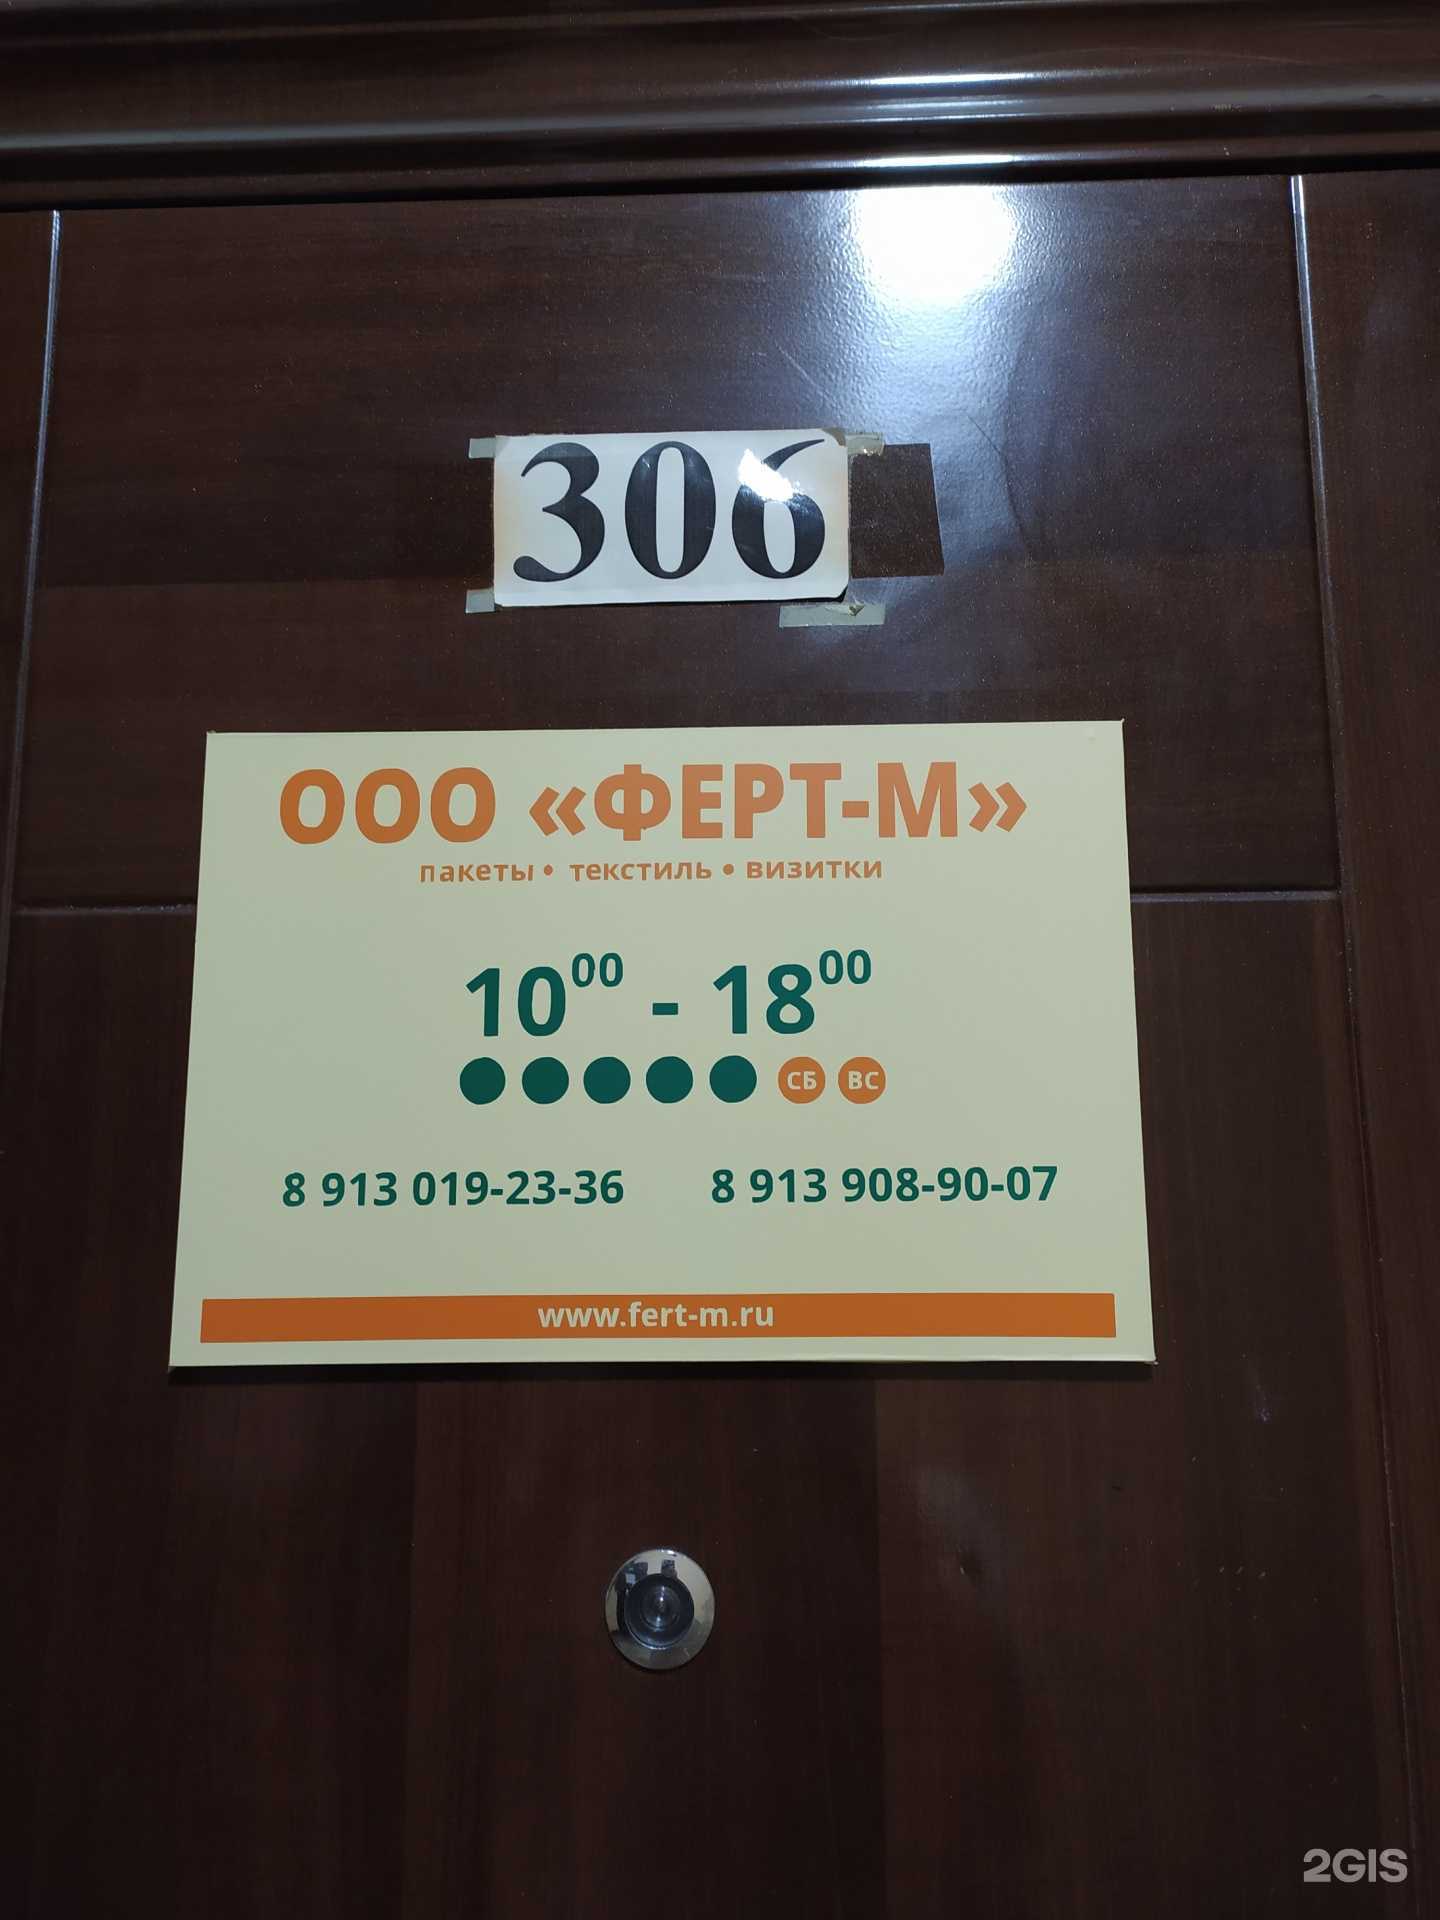 306
ООО «ФЕРТ-М»
пакеты • текстиль • визитки
10⁰⁰ - 18⁰⁰
СБ ВС
8 913 019-23-36 8 913 908-90-07
www.fert-m.ru
2GIS